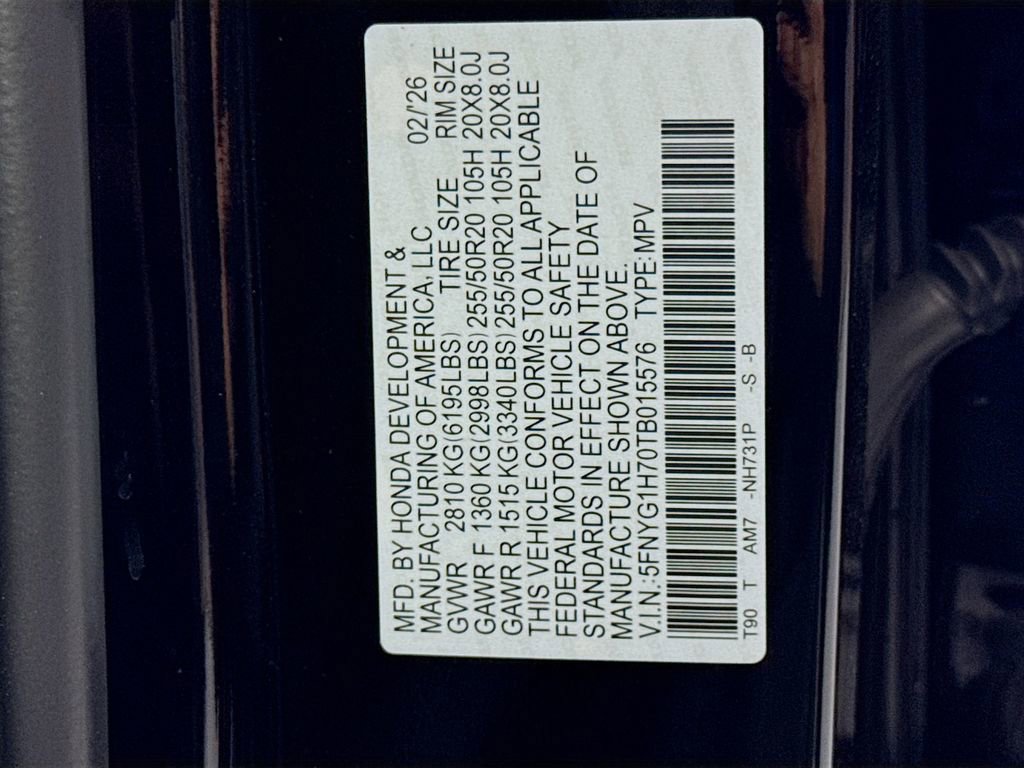 MFD. BY HONDA DEVELOPMENT & 02/'26
MANUFACTURING OF AMERICA, LLC
GVWR 2810 KG(6195LBS) TIRE SIZE RIM SIZE
GAWR F 1360 KG(2998LBS) 255/50R20 105H 20X8.0J
GAWR R 1515 KG(3340LBS) 255/50R20 105H 20X8.0J
THIS VEHICLE CONFORMS TO ALL APPLICABLE
FEDERAL MOTOR VEHICLE SAFETY
STANDARDS IN EFFECT ON THE DATE OF
MANUFACTURE SHOWN ABOVE.
V.I.N.:5FNYG1H70TB015576 TYPE:MPV
T90 T AM7 -NH731P -S -B